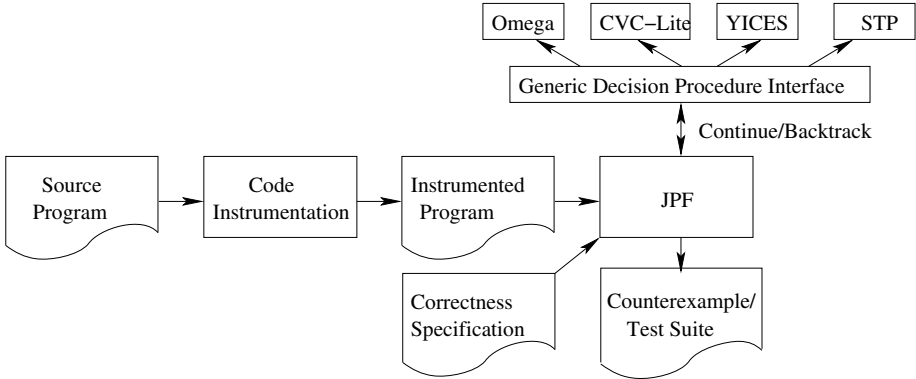 Omega
CVC-Lite
YICES
STP
Generic Decision Procedure Interface
Continue/Backtrack
Source
Program
Code
Instrumentation
Instrumented
Program
JPF
Correctness
Specification
Counterexample/
Test Suite